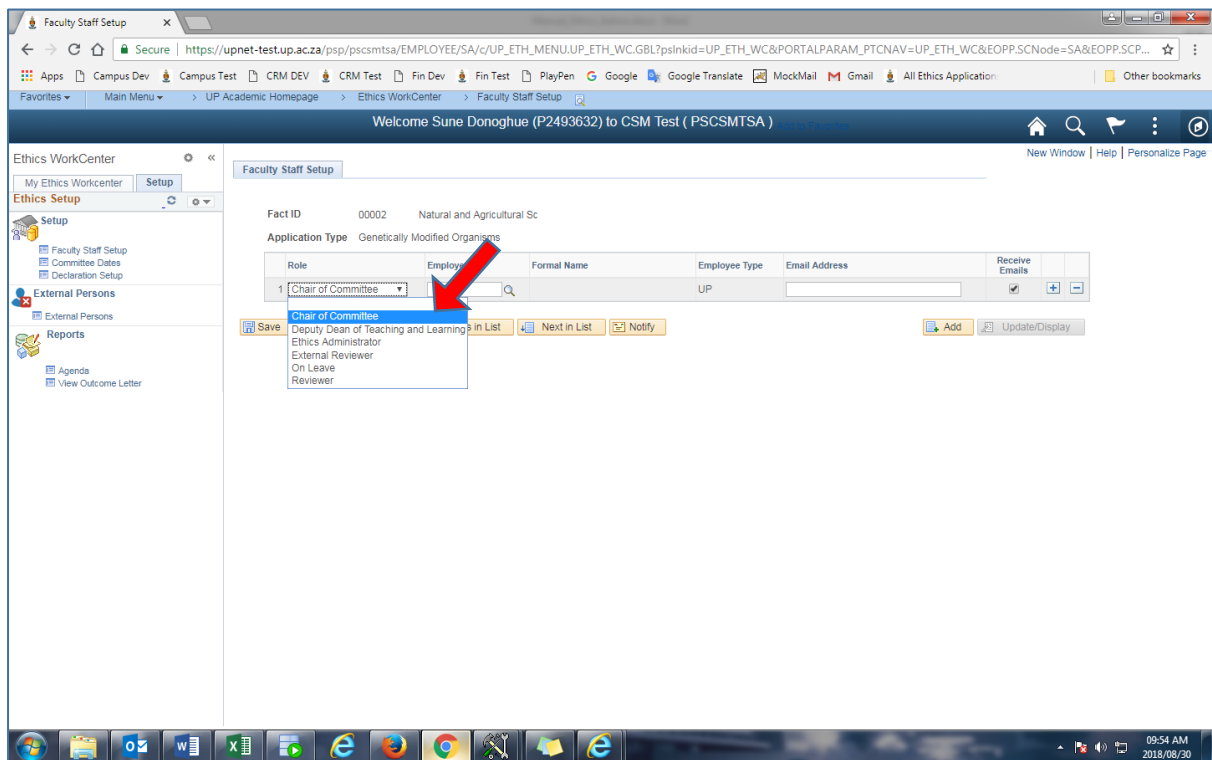 Faculty Staff Setup
Secure | https://upnet-test.up.ac.za/psp/pscsmtsa/EMPLOYEE/SA/c/UP_ETH_MENU.UP_ETH_WC.GBL?pslnkid=UP_ETH_WC&PORTALPARAM_PTCNAV=UP_ETH_WC&EOPP.SCNode=SA&EOPP.SCP...
Apps Campus Dev Campus Test CRM DEV CRM Test Fin Dev Fin Test PlayPen Google Google Translate MockMail Gmail All Ethics Application Other bookmarks
Favorites Main Menu > UP Academic Homepage > Ethics WorkCenter > Faculty Staff Setup
Welcome Sune Donoghue (P2493632) to CSM Test ( PSCSMTSA ) Add to Favorites
New Window | Help | Personalize Page
Ethics WorkCenter
My Ethics Workcenter Setup
Ethics Setup
Setup
Faculty Staff Setup
Committee Dates
Declaration Setup
External Persons
External Persons
Reports
Agenda
View Outcome Letter
Faculty Staff Setup
Fact ID 00002 Natural and Agricultural Sc
Application Type Genetically Modified Organisms
Role Employe Formal Name Employee Type Email Address Receive Emails
1 Chair of Committee UP
Chair of Committee
Deputy Dean of Teaching and Learning
Ethics Administrator
External Reviewer
On Leave
Reviewer
Save s in List Next in List Notify Add Update/Display
09:54 AM
2018/08/30